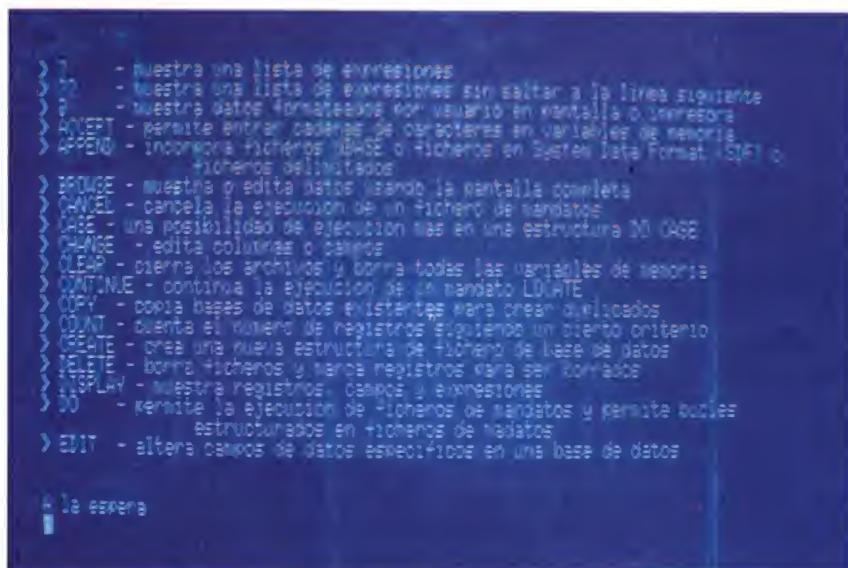 > ? - muestra una lista de expresiones
> ?? - muestra una lista de expresiones sin saltar a la linea siguiente
> @ - muestra datos formateados por usuario en pantalla o impresora
> ACCEPT - permite entrar cadenas de caracteres en variables de memoria
> APPEND - incorpora ficheros dBASE o ficheros en System Data Format (SDF) o
ficheros delimitados
> BROWSE - muestra o edita datos usando la pantalla completa
> CANCEL - cancela la ejecucion de un fichero de mandatos
> CASE - una posibilidad de ejecucion mas en una estructura DO CASE
> CHANGE - edita columnas o campos
> CLEAR - cierra los archivos y borra todas las variables de memoria
> CONTINUE - continua la ejecucion de un mandato LOCATE
> COPY - copia bases de datos existentes para crear duplicados
> COUNT - cuenta el numero de registros siguiendo un cierto criterio
> CREATE - crea una nueva estructura de fichero de base de datos
> DELETE - borra ficheros y marca registros para ser borrados
> DISPLAY - muestra registros, campos y expresiones
> DO - permite la ejecucion de ficheros de mandatos y permite bucles
estructurados en ficheros de madatos
> EDIT - altera campos de datos especificos en una base de datos
A la espera